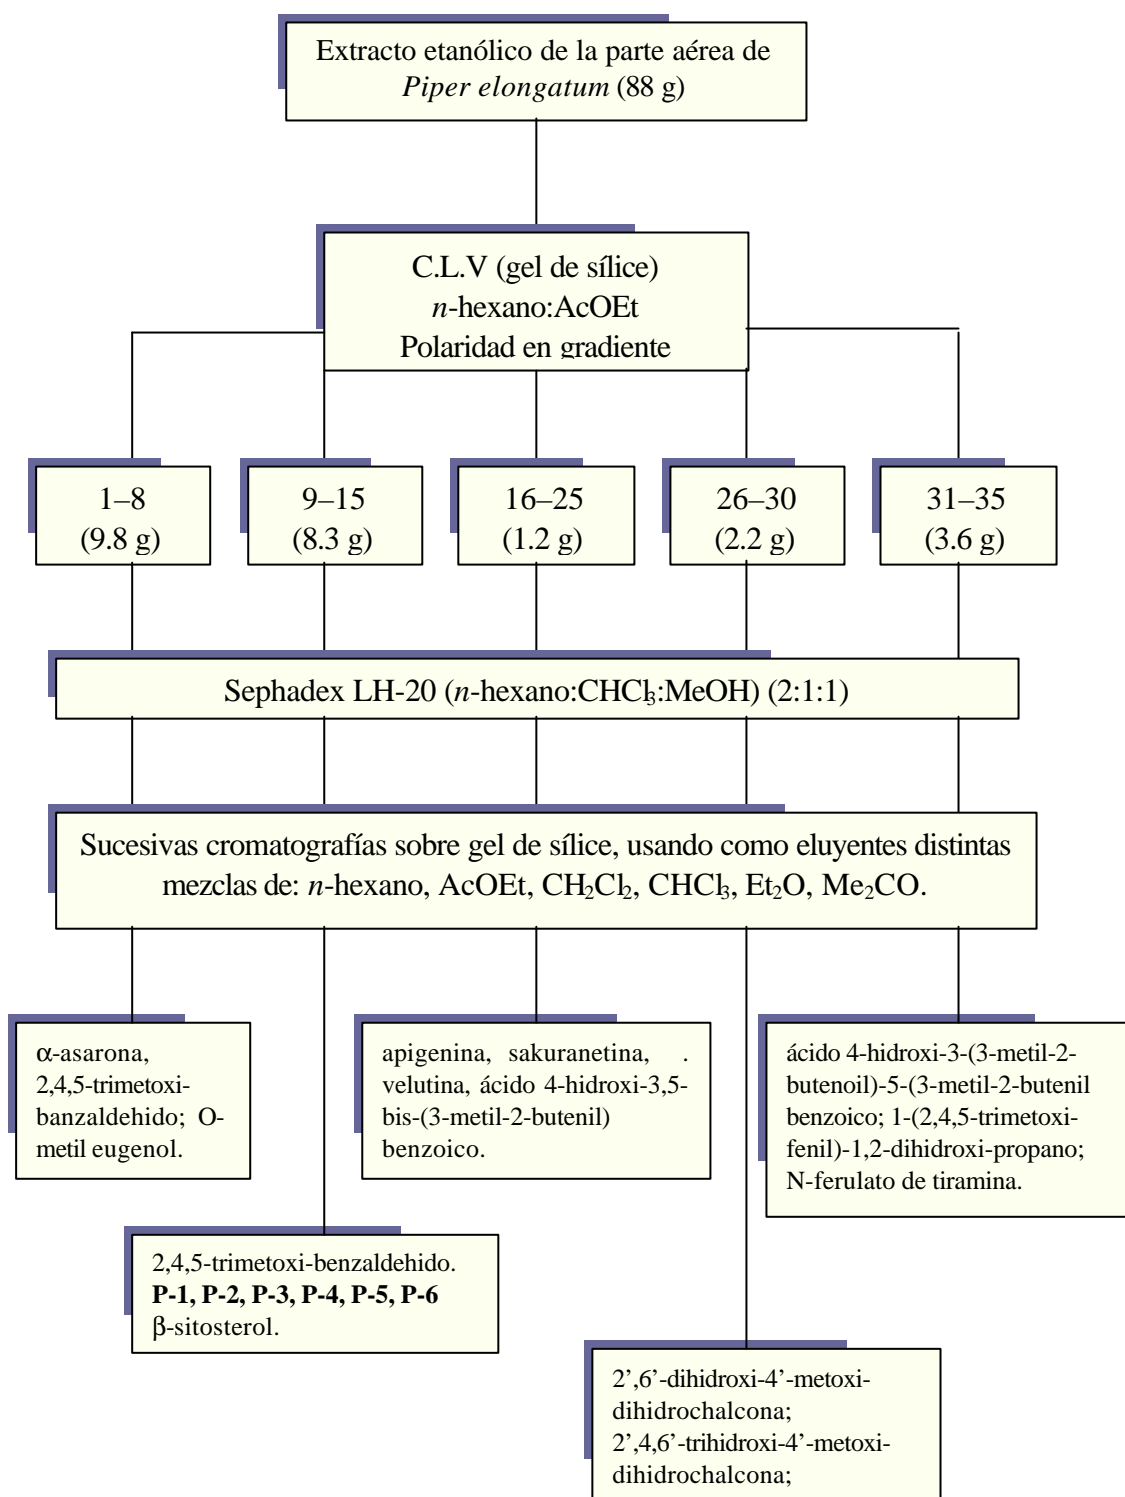 Extracto etanólico de la parte aérea de
Piper elongatum (88 g)
C.L.V (gel de sílice)
n-hexano:AcOEt
Polaridad en gradiente
1–8
(9.8 g)
9–15
(8.3 g)
16–25
(1.2 g)
26–30
(2.2 g)
31–35
(3.6 g)
Sephadex LH-20 (n-hexano:CHCl₃:MeOH) (2:1:1)
Sucesivas cromatografías sobre gel de sílice, usando como eluyentes distintas
mezclas de: n-hexano, AcOEt, CH₂Cl₂, CHCl₃, Et₂O, Me₂CO.
α-asarona,
2,4,5-trimetoxi-
banzaldehido; O-
metil eugenol.
apigenina, sakuranetina, .
velutina, ácido 4-hidroxi-3,5-
bis-(3-metil-2-butenil)
benzoico.
ácido 4-hidroxi-3-(3-metil-2-
butenoil)-5-(3-metil-2-butenil
benzoico; 1-(2,4,5-trimetoxi-
fenil)-1,2-dihidroxi-propano;
N-ferulato de tiramina.
2,4,5-trimetoxi-benzaldehido.
P-1, P-2, P-3, P-4, P-5, P-6
β-sitosterol.
2’,6’-dihidroxi-4’-metoxi-
dihidrochalcona;
2’,4,6’-trihidroxi-4’-metoxi-
dihidrochalcona;